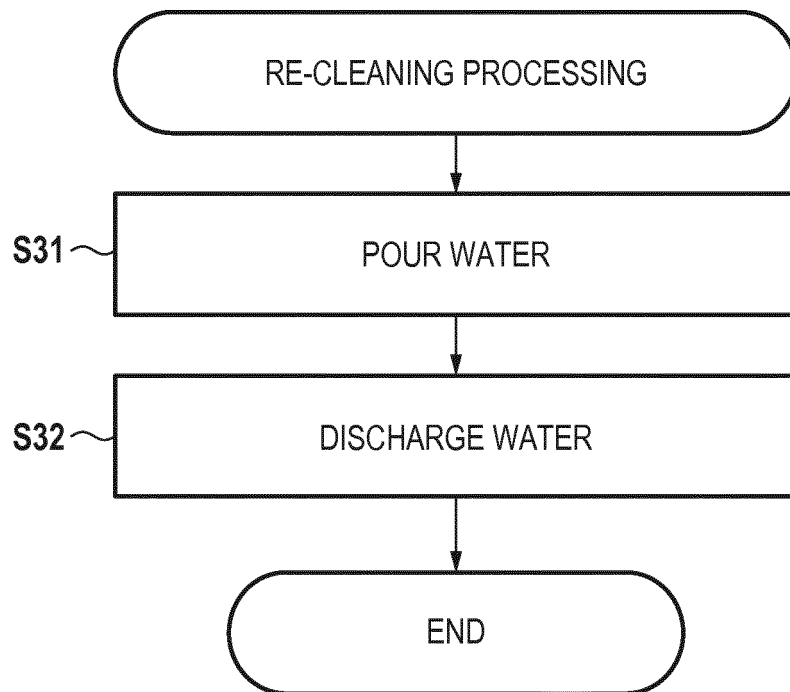 RE-CLEANING PROCESSING
S31
POUR WATER
S32
DISCHARGE WATER
END